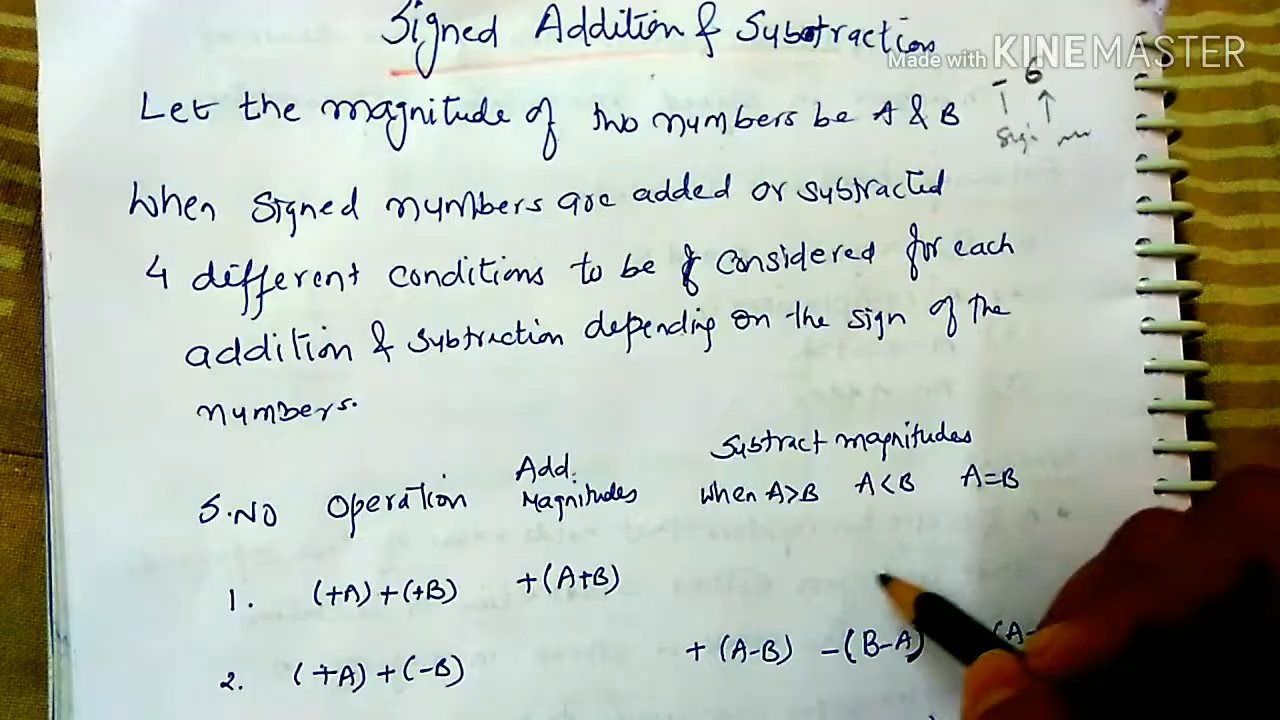 Signed Addition & Subtraction
Made with KINEMASTER
- 6
Let the magnitude of two numbers be A & B
When signed numbers are added or subtracted
4 different conditions to be considered for each
addition & subtraction depending on the sign of the
numbers.
Subtract magnitudes
Add.
S.NO Operation Magnitudes When A>B A<B A=B
1. (+A)+(+B) +(A+B)
2. (+A)+(-B) +(A-B) -(B-A) (A-